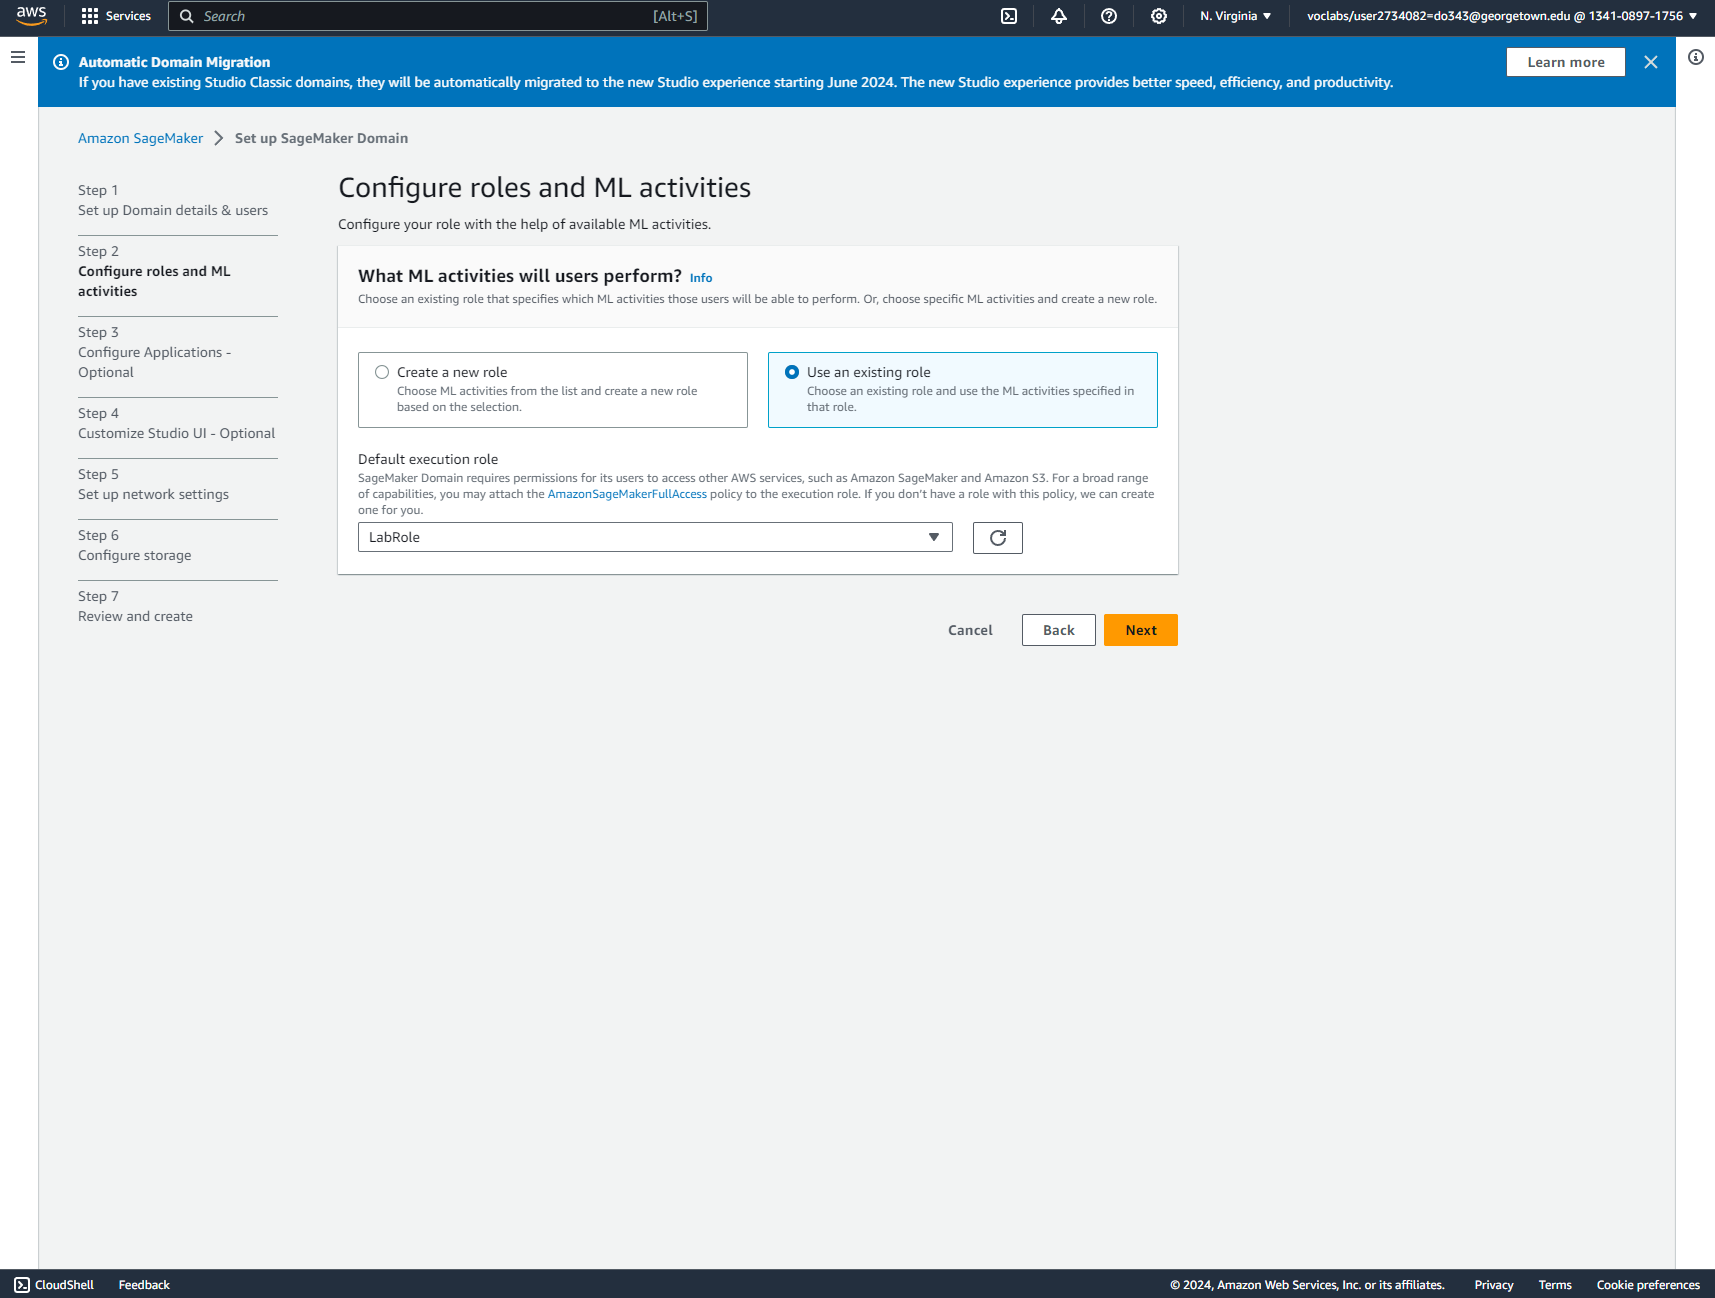 aws
Services
Search
[Alt+S]
N. Virginia
voclabs/user2734082=do343@georgetown.edu @ 1341-0897-1756
Automatic Domain Migration
If you have existing Studio Classic domains, they will be automatically migrated to the new Studio experience starting June 2024. The new Studio experience provides better speed, efficiency, and productivity.
Learn more
Amazon SageMaker
Set up SageMaker Domain
Step 1
Set up Domain details & users
Step 2
Configure roles and ML
activities
Step 3
Configure Applications -
Optional
Step 4
Customize Studio UI - Optional
Step 5
Set up network settings
Step 6
Configure storage
Step 7
Review and create
Configure roles and ML activities
Configure your role with the help of available ML activities.
What ML activities will users perform? Info
Choose an existing role that specifies which ML activities those users will be able to perform. Or, choose specific ML activities and create a new role.
Create a new role
Choose ML activities from the list and create a new role
based on the selection.
Use an existing role
Choose an existing role and use the ML activities specified in
that role.
Default execution role
SageMaker Domain requires permissions for its users to access other AWS services, such as Amazon SageMaker and Amazon S3. For a broad range
of capabilities, you may attach the AmazonSageMakerFullAccess policy to the execution role. If you don't have a role with this policy, we can create
one for you.
LabRole
Cancel
Back
Next
CloudShell
Feedback
© 2024, Amazon Web Services, Inc. or its affiliates.
Privacy
Terms
Cookie preferences